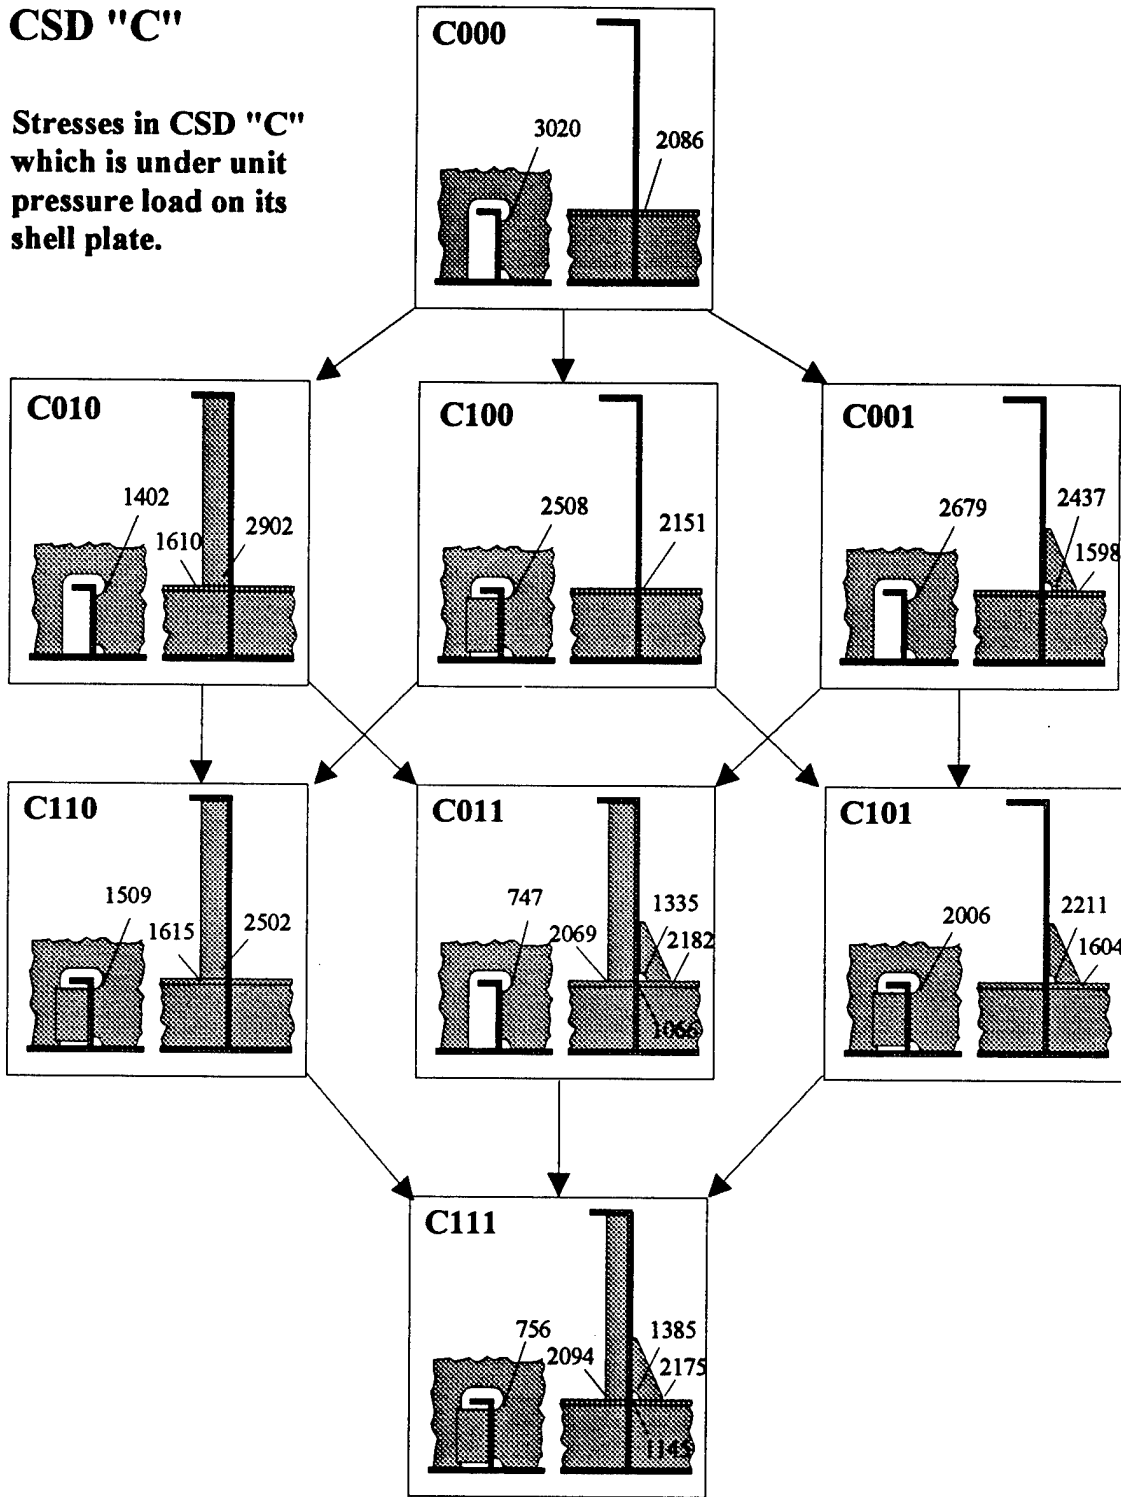 CSD "C"
Stresses in CSD "C"
which is under unit
pressure load on its
shell plate.
C000
3020
2086
C010
1402
1610
2902
C100
2508
2151
C001
2679
2437
1598
C110
1509
1615
2502
C011
747
2069
1335
2182
1066
C101
2006
2211
1604
C111
756
2094
1385
2175
1145